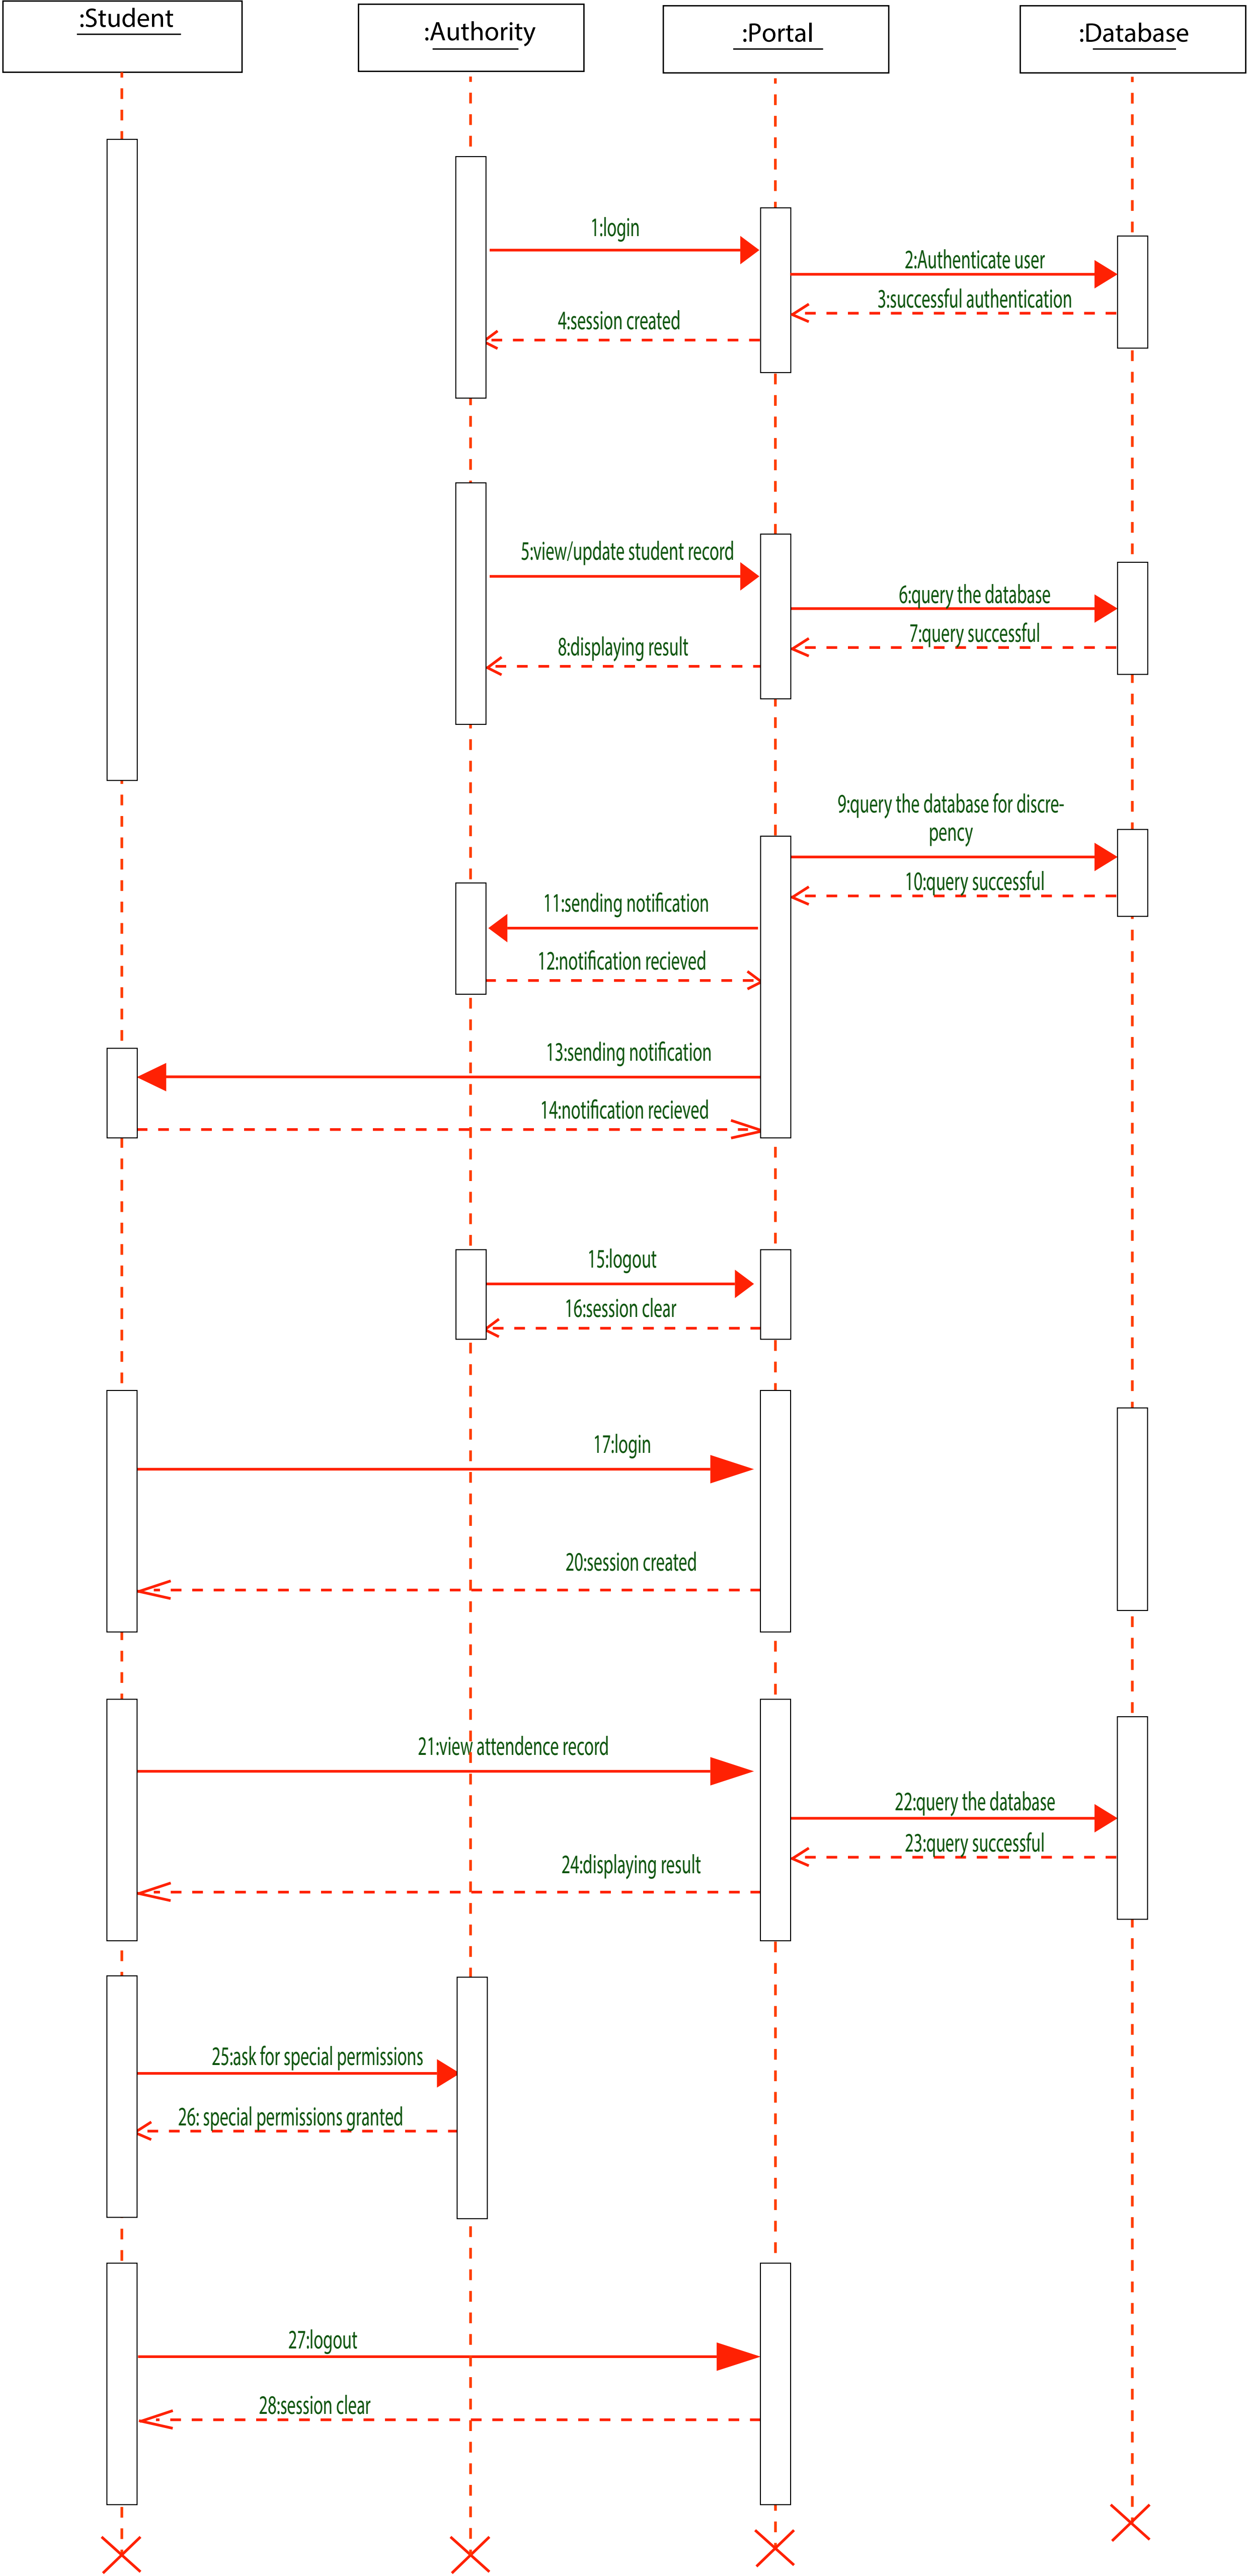 :Student
:Authority
:Portal
:Database
1:login
2:Authenticate user
3:successful authentication
4:session created
5:view/update student record
6:query the database
7:query successful
8:displaying result
9:query the database for discre-
pency
10:query successful
11:sending notification
12:notification recieved
13:sending notification
14:notification recieved
15:logout
16:session clear
17:login
20:session created
21:view attendence record
22:query the database
23:query successful
24:displaying result
25:ask for special permissions
26: special permissions granted
27:logout
28:session clear